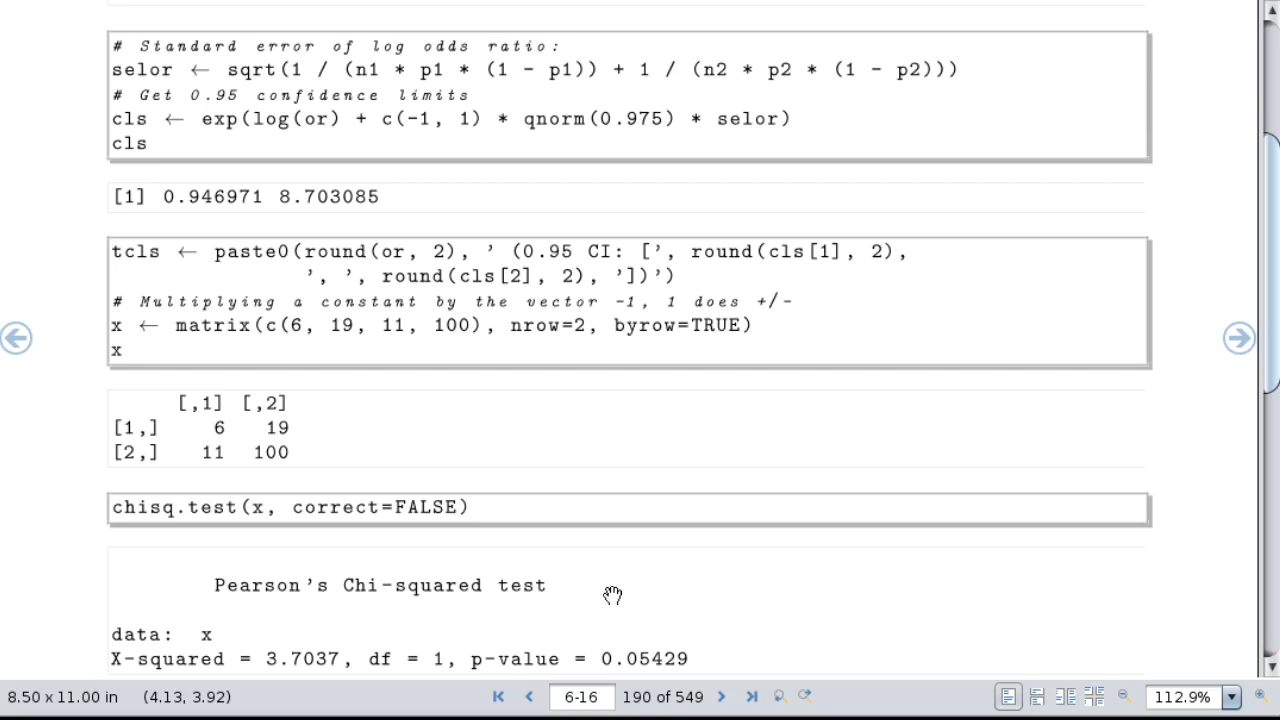 # Standard error of log odds ratio:
selor ← sqrt(1 / (n1 * p1 * (1 - p1)) + 1 / (n2 * p2 * (1 - p2)))
# Get 0.95 confidence limits
cls ← exp(log(or) + c(-1, 1) * qnorm(0.975) * selor)
cls
[1] 0.946971 8.703085
tcls ← paste0(round(or, 2), ' (0.95 CI: [', round(cls[1], 2),
', ', round(cls[2], 2), '])')
# Multiplying a constant by the vector -1, 1 does +/-
x ← matrix(c(6, 19, 11, 100), nrow=2, byrow=TRUE)
x
[,1] [,2]
[1,] 6 19
[2,] 11 100
chisq.test(x, correct=FALSE)
Pearson's Chi-squared test
data: x
X-squared = 3.7037, df = 1, p-value = 0.05429
8.50 x 11.00 in (4.13, 3.92) 6-16 190 of 549 112.9%